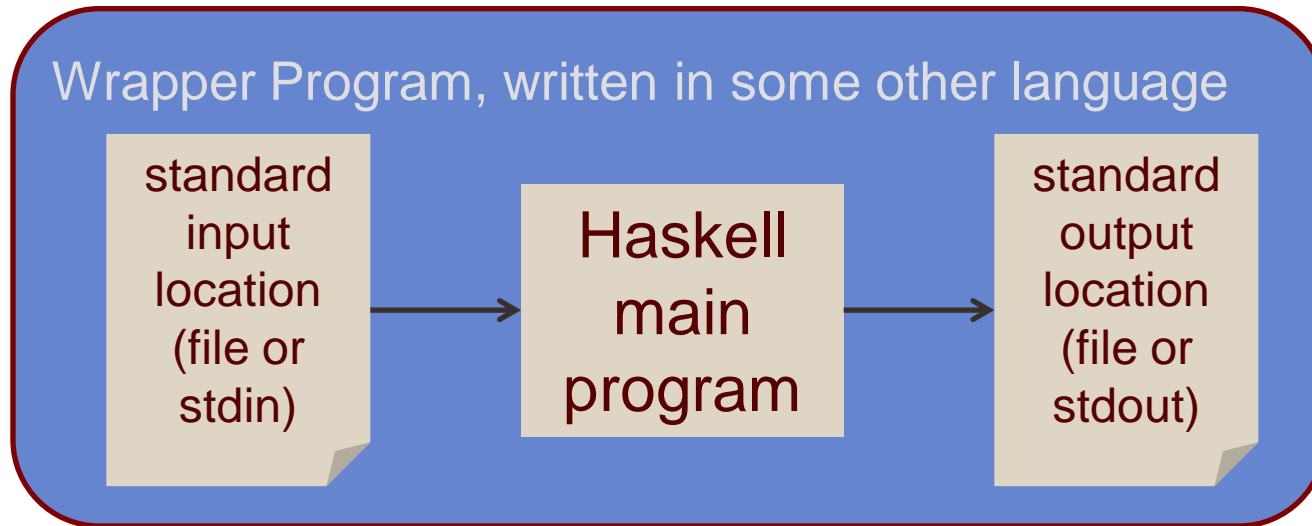 Wrapper Program, written in some other language
standard
input
location
(file or
stdin)
Haskell
main
program
standard
output
location
(file or
stdout)